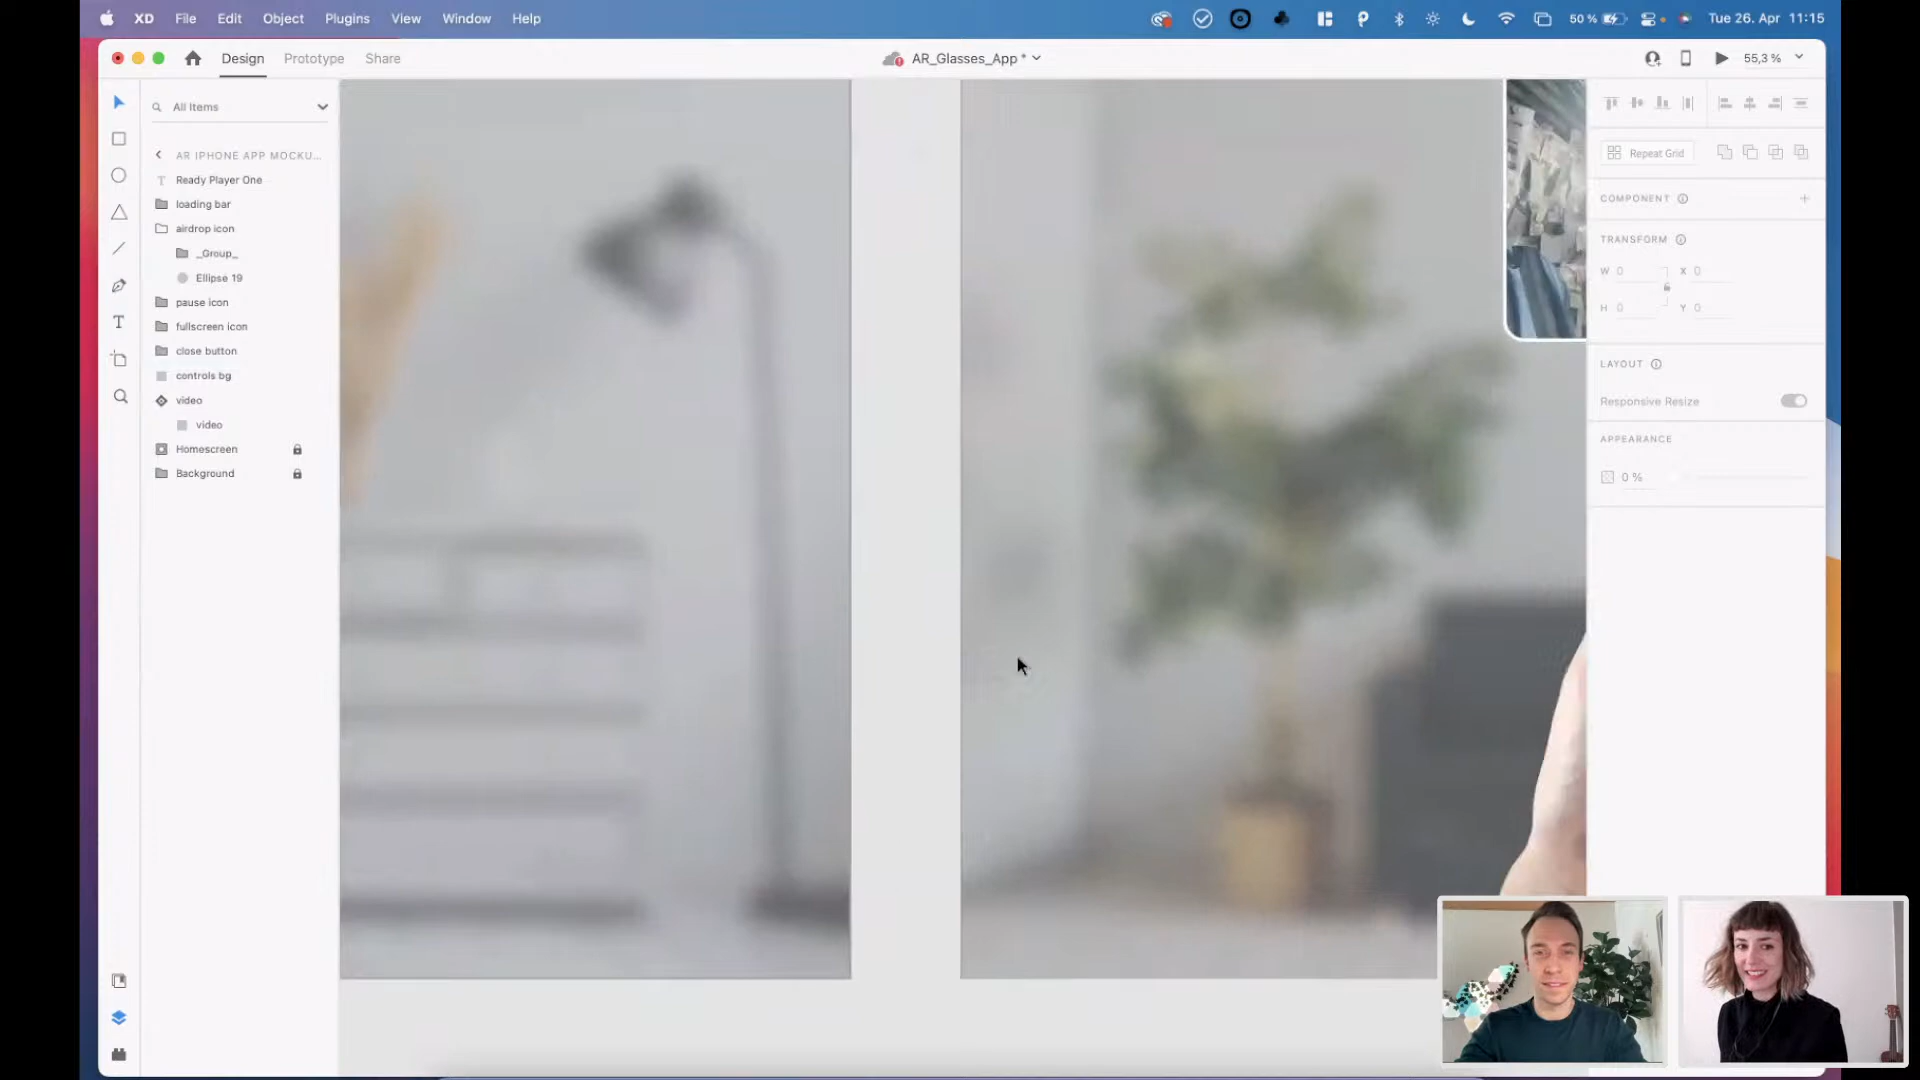 XD File Edit Object Plugins View Window Help
50 % Tue 26. Apr 11:15
Design Prototype Share
AR_Glasses_App *
55,3 %
All Items
AR IPHONE APP MOCKU...
Ready Player One
loading bar
airdrop icon
_Group_
Ellipse 19
pause icon
fullscreen icon
close button
controls bg
video
video
Homescreen
Background
Repeat Grid
COMPONENT
TRANSFORM
W 0 X 0
H 0 Y 0
LAYOUT
Responsive Resize
APPEARANCE
0 %